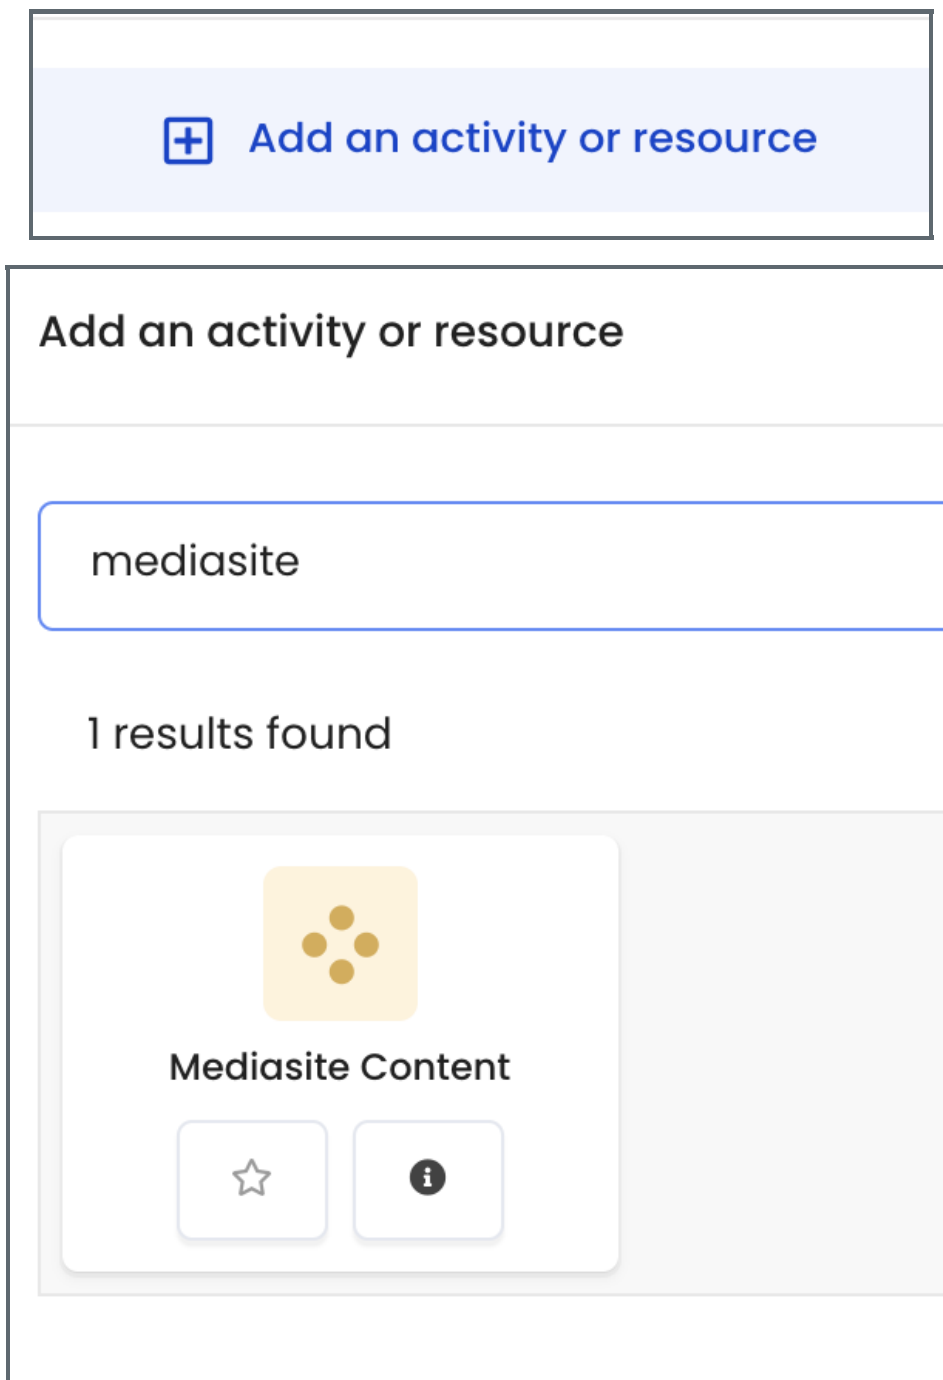 Add an activity or resource
Add an activity or resource
mediasite
1 results found
Mediasite Content